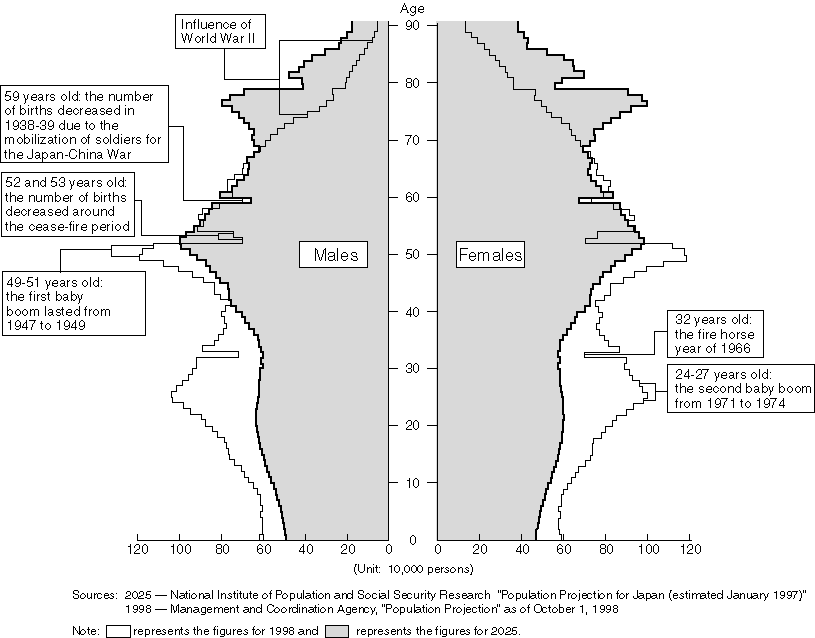 Age
Influence of
World War II
59 years old: the number
of births decreased in
1938-39 due to the
mobilization of soldiers for
the Japan-China War
52 and 53 years old:
the number of births
decreased around
the cease-fire period
49-51 years old:
the first baby
boom lasted from
1947 to 1949
Males
Females
32 years old:
the fire horse
year of 1966
24-27 years old:
the second baby boom
from 1971 to 1974
90
80
70
60
50
40
30
20
10
0
120 100 80 60 40 20 0
0 20 40 60 80 100 120
(Unit: 10,000 persons)
Sources: 2025 — National Institute of Population and Social Security Research "Population Projection for Japan (estimated January 1997)"
1998 — Management and Coordination Agency, "Population Projection" as of October 1, 1998
Note: represents the figures for 1998 and represents the figures for 2025.